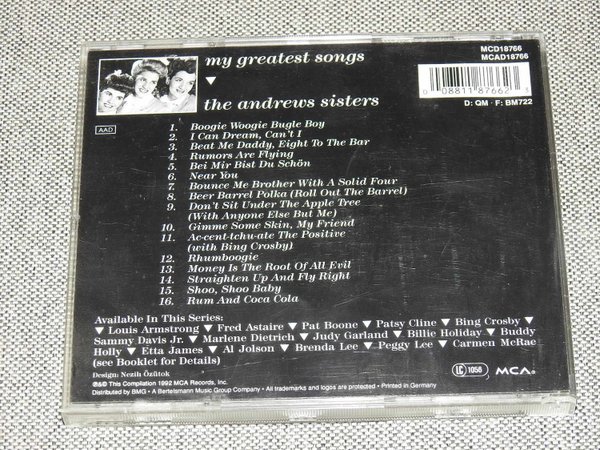 my greatest songs
▼
the andrews sisters
MCD18766
MCAD18766
0 08811 87662 3
D: QM · F: BM722
AAD
1. Boogie Woogie Bugle Boy
2. I Can Dream, Can't I
3. Beat Me Daddy, Eight To The Bar
4. Rumors Are Flying
5. Bei Mir Bist Du Schön
6. Near You
7. Bounce Me Brother With A Solid Four
8. Beer Barrel Polka (Roll Out The Barrel)
9. Don't Sit Under The Apple Tree
(With Anyone Else But Me)
10. Gimme Some Skin, My Friend
11. Ac-cent-tchu-ate The Positive
(with Bing Crosby)
12. Rhumboogie
13. Money Is The Root Of All Evil
14. Straighten Up And Fly Right
15. Shoo, Shoo Baby
16. Rum And Coca Cola
Available In This Series:
▼ Louis Armstrong ▼ Fred Astaire ▼ Pat Boone ▼ Patsy Cline ▼ Bing Crosby ▼
Sammy Davis Jr. ▼ Marlene Dietrich ▼ Judy Garland ▼ Billie Holiday ▼ Buddy
Holly ▼ Etta James ▼ Al Jolson ▼ Brenda Lee ▼ Peggy Lee ▼ Carmen McRae
(see Booklet for Details)
Design: Nezih Özütok
℗&© This Compilation 1992 MCA Records, Inc.
Distributed by BMG • A Bertelsmann Music Group Company • All trademarks and logos are protected • Printed in Germany
LC 1056
MCA®